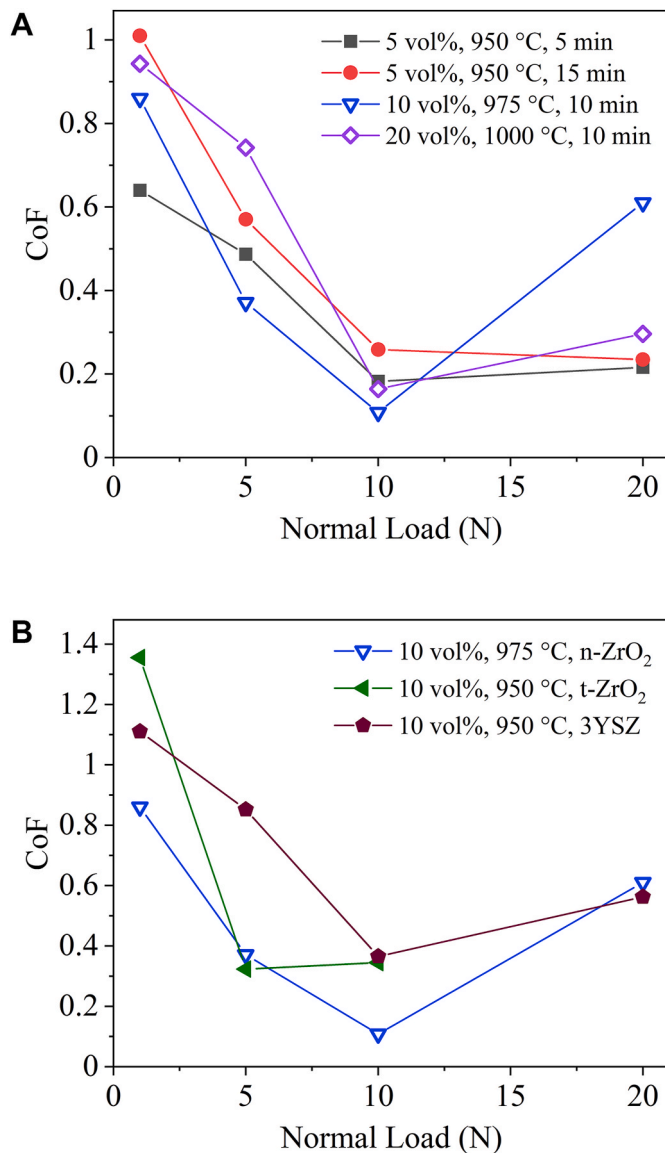 A
1
0.8
0.6
0.4
0.2
0
CoF
5 vol%, 950 °C, 5 min
5 vol%, 950 °C, 15 min
10 vol%, 975 °C, 10 min
20 vol%, 1000 °C, 10 min
0 5 10 15 20
Normal Load (N)
B
1.4
1.2
1
0.8
0.6
0.4
0.2
0
CoF
10 vol%, 975 °C, n-ZrO₂
10 vol%, 950 °C, t-ZrO₂
10 vol%, 950 °C, 3YSZ
0 5 10 15 20
Normal Load (N)